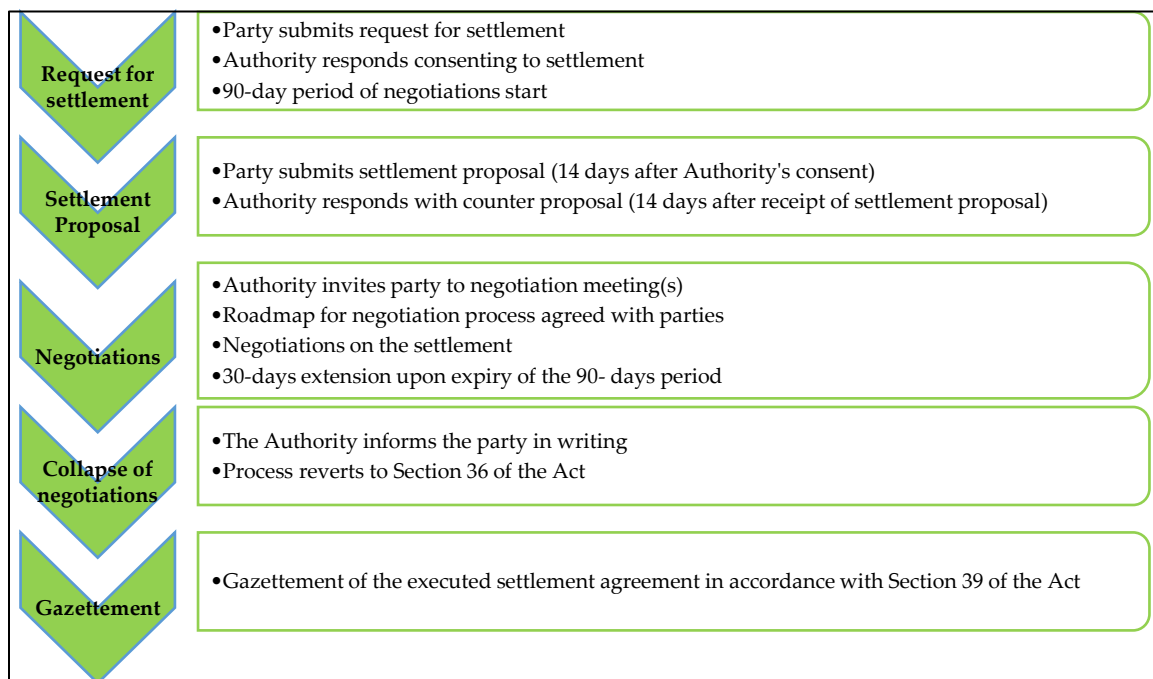 Request for
settlement
•Party submits request for settlement
•Authority responds consenting to settlement
•90-day period of negotiations start
Settlement
Proposal
•Party submits settlement proposal (14 days after Authority's consent)
•Authority responds with counter proposal (14 days after receipt of settlement proposal)
Negotiations
•Authority invites party to negotiation meeting(s)
•Roadmap for negotiation process agreed with parties
•Negotiations on the settlement
•30-days extension upon expiry of the 90- days period
Collapse of
negotiations
•The Authority informs the party in writing
•Process reverts to Section 36 of the Act
Gazettement
•Gazettement of the executed settlement agreement in accordance with Section 39 of the Act